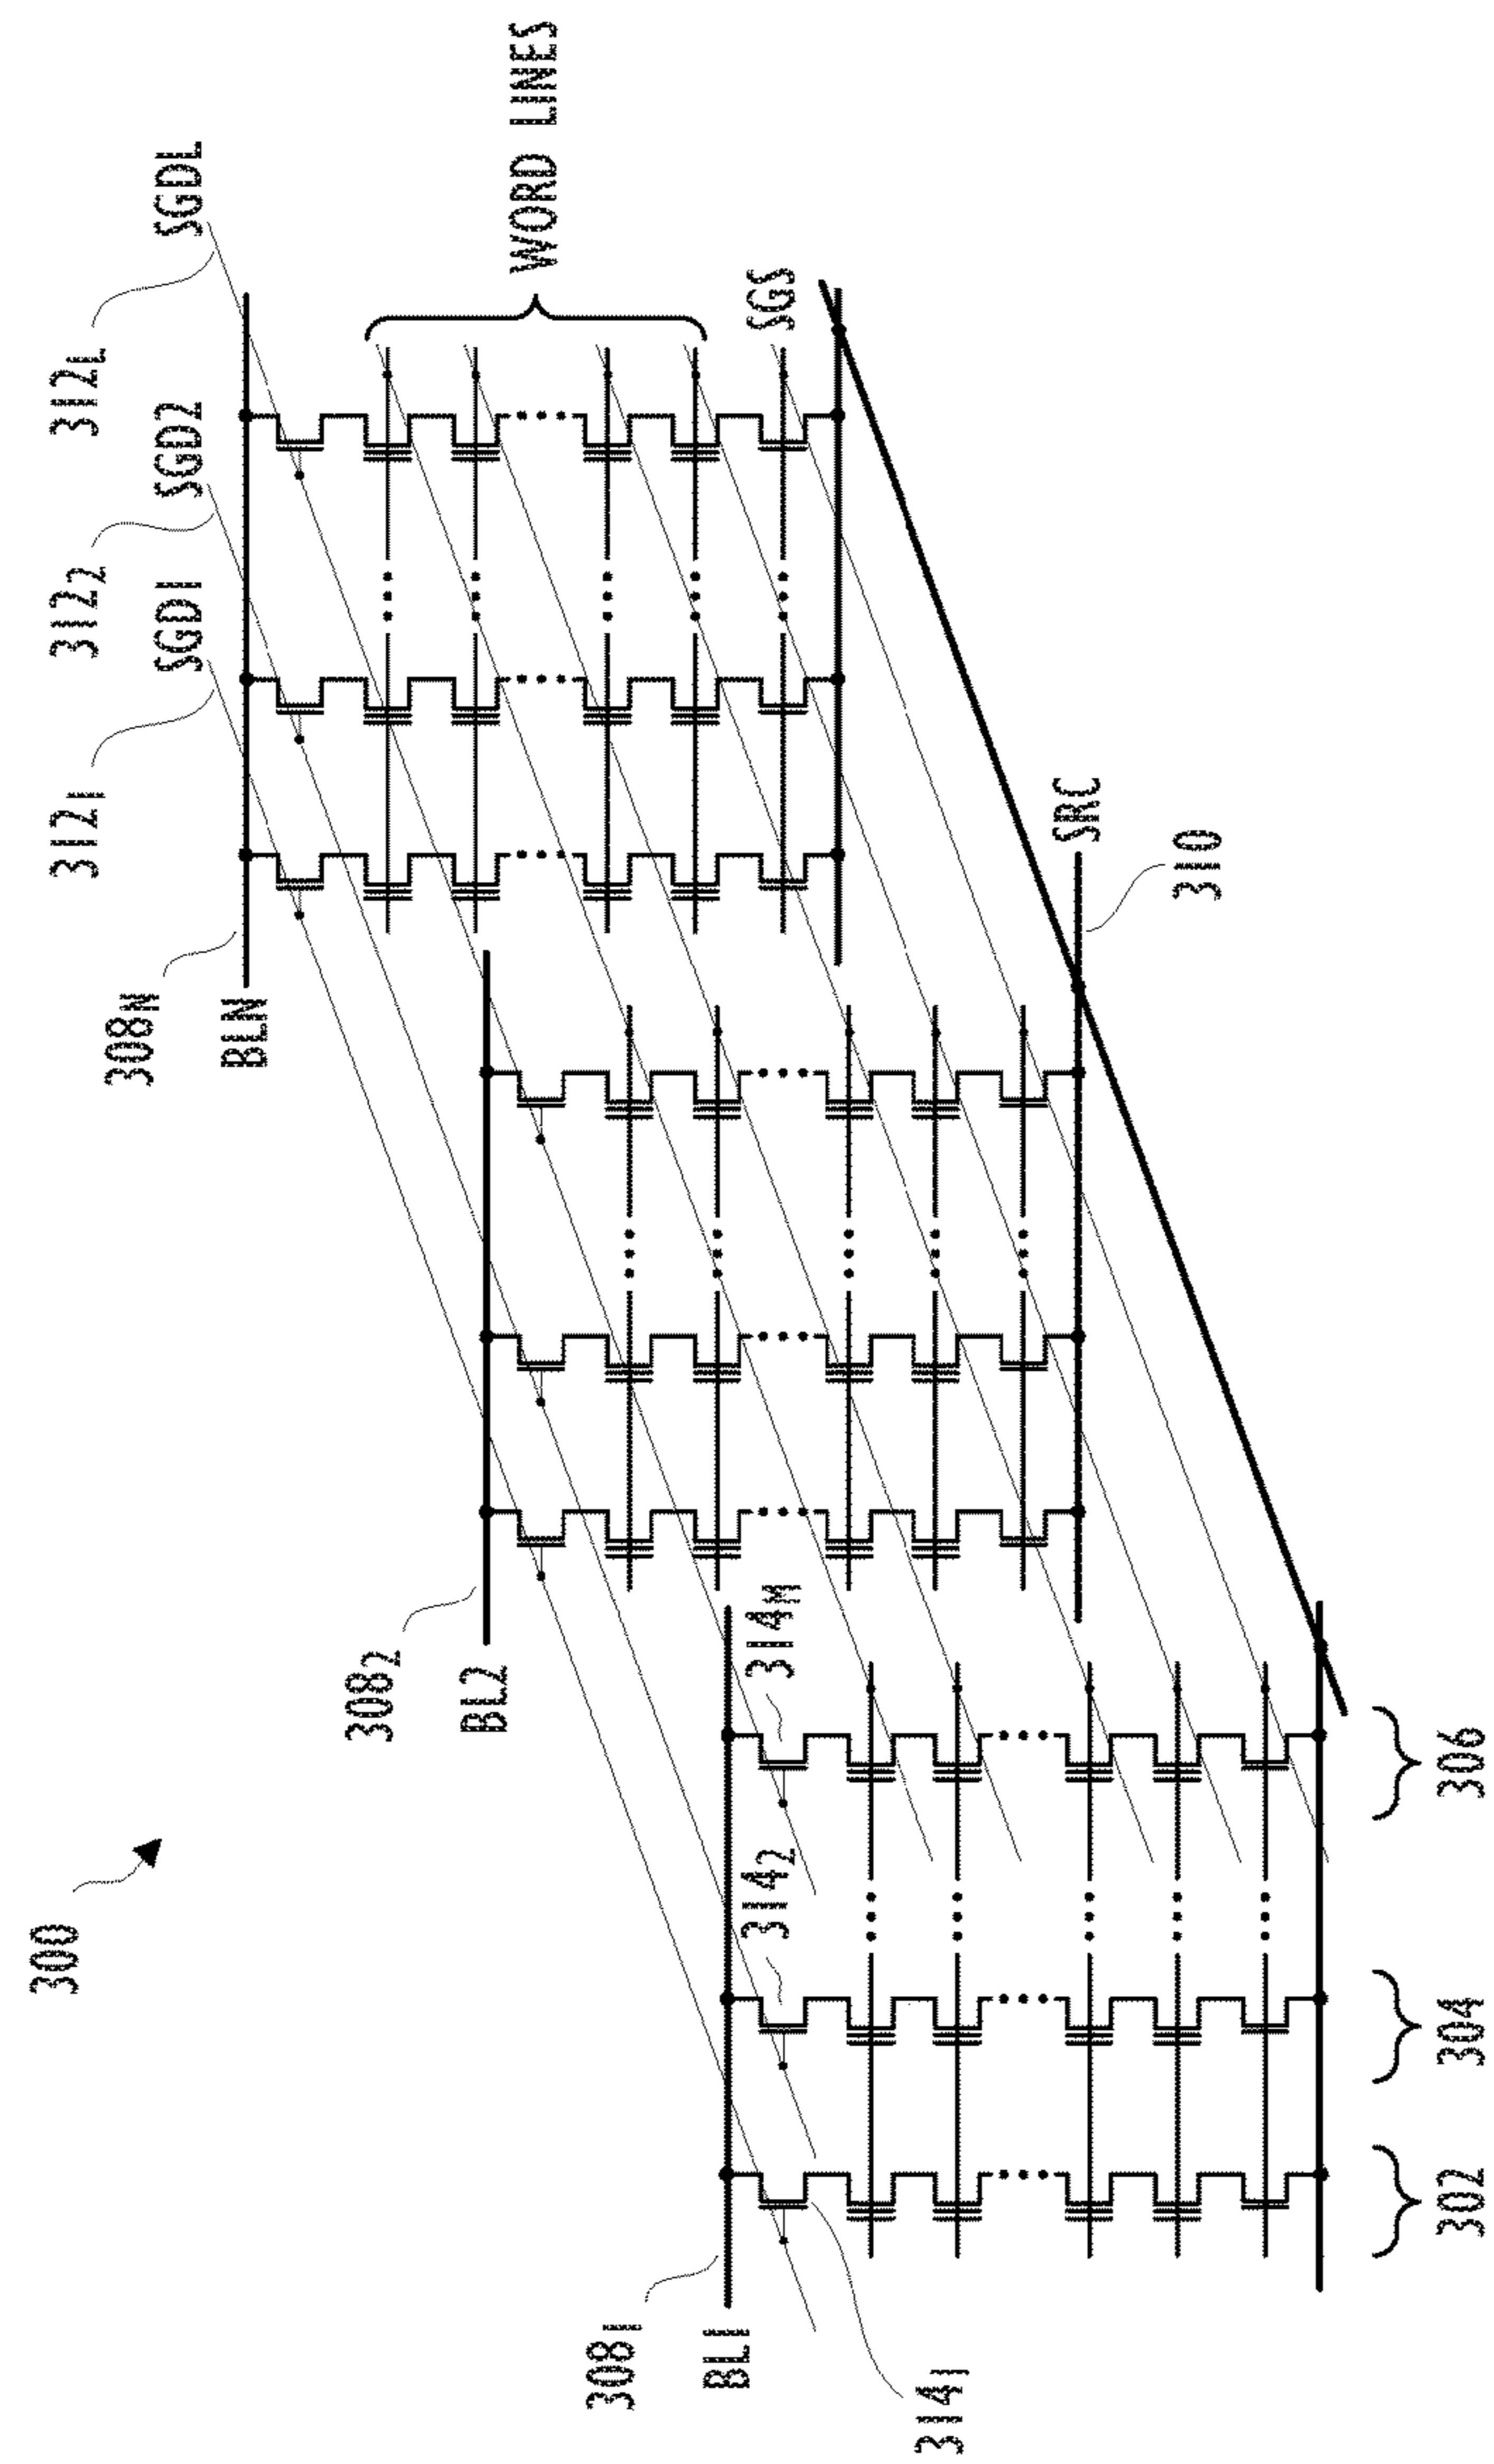 300
312₁
312₂
312L
SGD1
SGD2
SGDL
308N
BLN
WORD LINES
SGS
308₂
BL2
SRC
310
308₁
BL1
314₁
314₂
314M
302
304
306